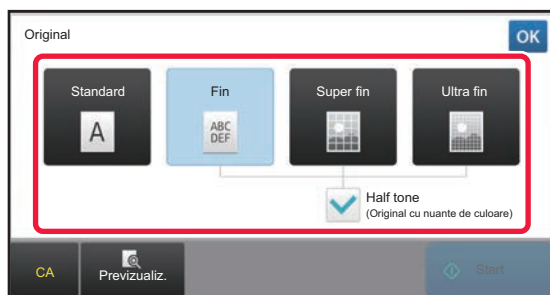 Original
OK
Standard
Fin
Super fin
Ultra fin
A
ABC
DEF
Half tone
(Original cu nuante de culoare)
CA
Previzualiz.
Start